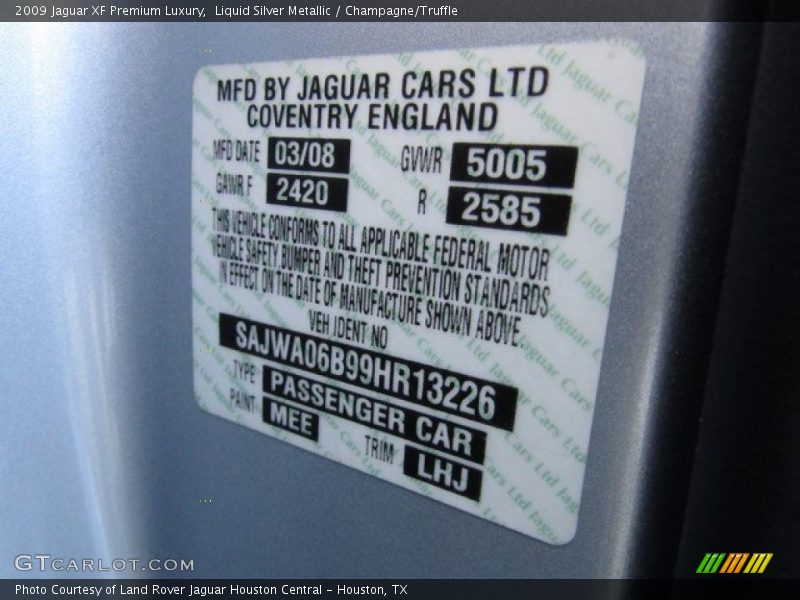 2009 Jaguar XF Premium Luxury,  Liquid Silver Metallic / Champagne/Truffle
MFD BY JAGUAR CARS LTD
COVENTRY ENGLAND
MFD DATE 03/08 GVWR 5005
GAWR F 2420 R 2585
THIS VEHICLE CONFORMS TO ALL APPLICABLE FEDERAL MOTOR
VEHICLE SAFETY BUMPER AND THEFT PREVENTION STANDARDS
IN EFFECT ON THE DATE OF MANUFACTURE SHOWN ABOVE
VEH IDENT NO
SAJWA06B99HR13226
TYPE PASSENGER CAR
PAINT MEE TRIM LHJ
GTCARLOT.COM
Photo Courtesy of Land Rover Jaguar Houston Central - Houston, TX